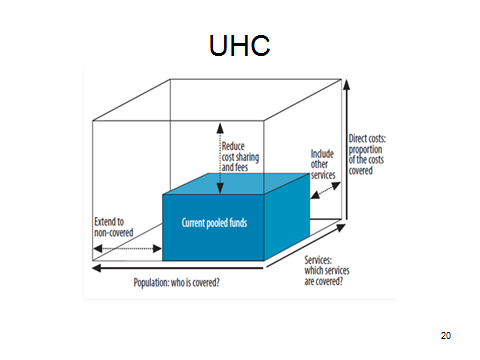 UHC
Reduce
cost sharing
and fees
Include
other
services
Direct costs:
proportion
of the costs
covered
Extend to
non-covered
Current pooled funds
Services:
which services
are covered?
Population: who is covered?
20